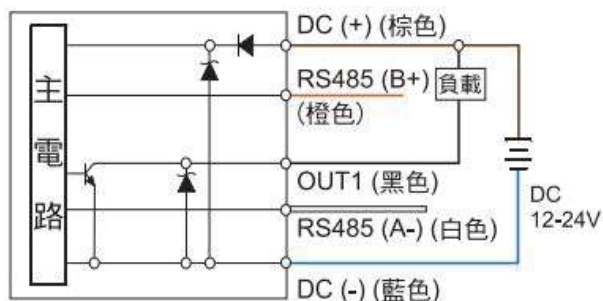 主電路
DC (+) (棕色)
RS485 (B+)
(橙色)
負載
OUT1 (黑色)
RS485 (A-) (白色)
DC (-) (藍色)
DC
12-24V